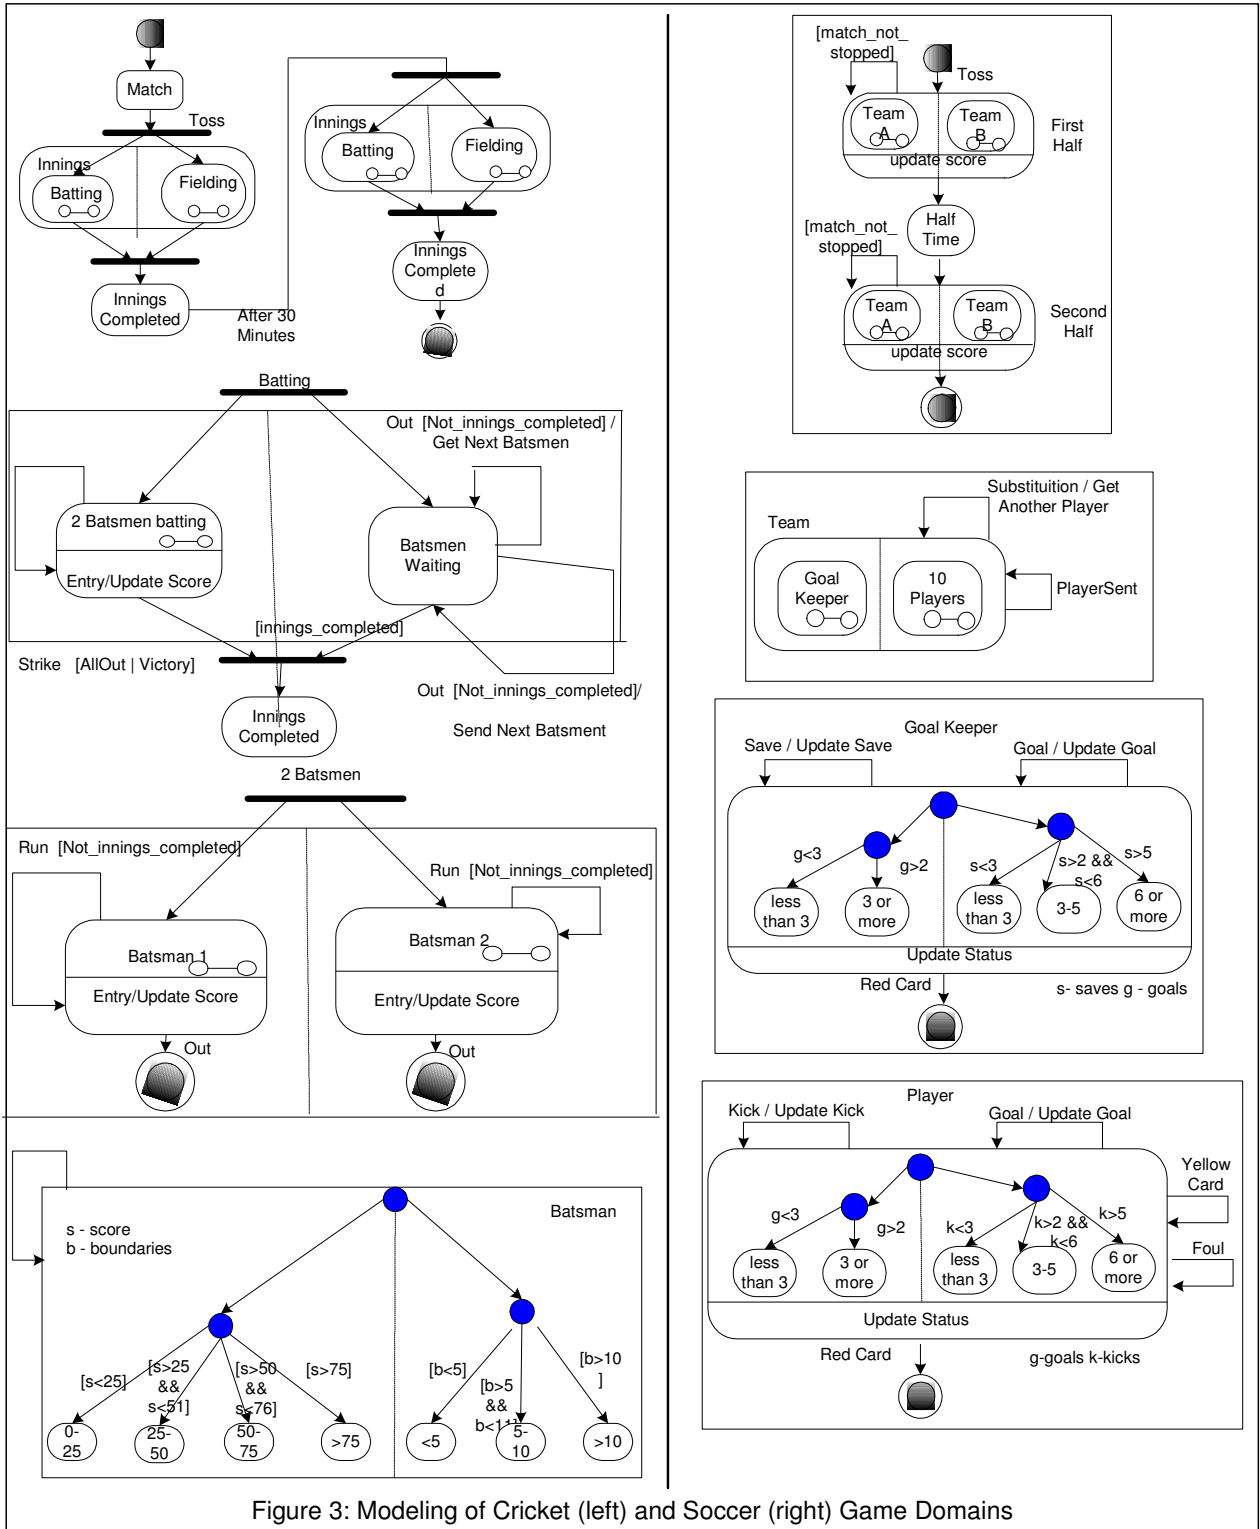 Match
Toss
Innings
Batting
Fielding
Innings
Completed
After 30
Minutes
Innings
Batting
Fielding
Innings
Complete
d
Batting
Out [Not_innings_completed] /
Get Next Batsmen
2 Batsmen batting
Entry/Update Score
Batsmen
Waiting
[innings_completed]
Strike [AllOut | Victory]
Out [Not_innings_completed]/
Send Next Batsment
Innings
Completed
2 Batsmen
Run [Not_innings_completed]
Run [Not_innings_completed]
Batsman 1
Entry/Update Score
Batsman 2
Entry/Update Score
Out
Out
s - score
b - boundaries
Batsman
[s<25]
[s>25
&&
s<51]
[s>50
&&
s<76]
[s>75]
[b<5]
[b>5
&&
b<11]
[b>10
]
0-
25
25-
50
50-
75
>75
<5
5-
10
>10
[match_not_
stopped]
Toss
Team
A
Team
B
update score
First
Half
Half
Time
[match_not_
stopped]
Team
A
Team
B
update score
Second
Half
Substituition / Get
Another Player
Team
Goal
Keeper
10
Players
PlayerSent
Goal Keeper
Save / Update Save
Goal / Update Goal
g<3
g>2
s<3
s>2 &&
s<6
s>5
less
than 3
3 or
more
less
than 3
3-5
6 or
more
Update Status
Red Card
s- saves g - goals
Player
Kick / Update Kick
Goal / Update Goal
Yellow
Card
Foul
g<3
g>2
k<3
k>2 &&
k<6
k>5
less
than 3
3 or
more
less
than 3
3-5
6 or
more
Update Status
Red Card
g-goals k-kicks
Figure 3: Modeling of Cricket (left) and Soccer (right) Game Domains